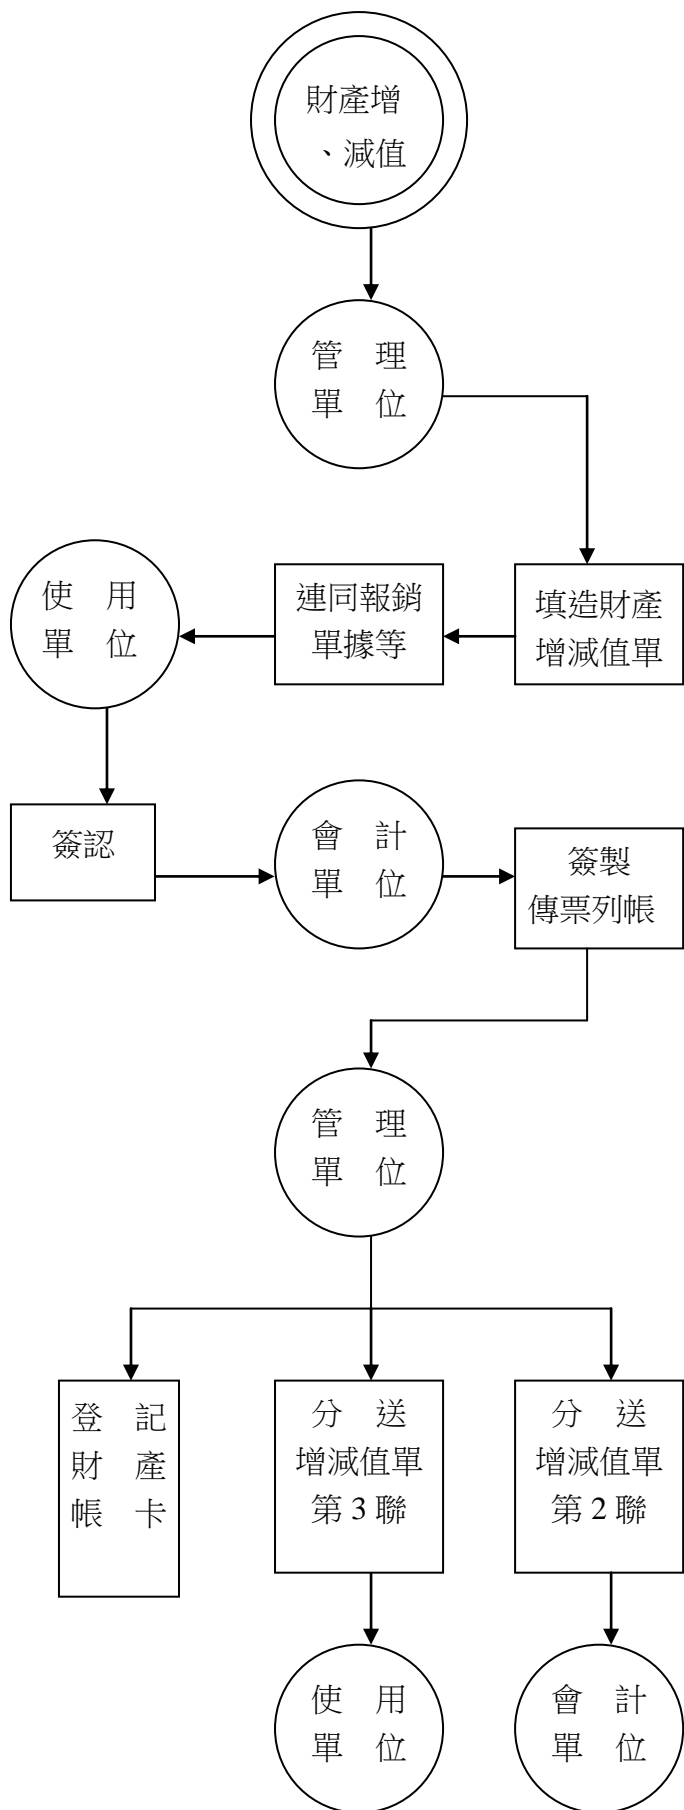 財產增
、減值
管 理
單 位
使 用
單 位
連同報銷
單據等
填造財產
增減值單
簽認
會 計
單 位
簽製
傳票列帳
管 理
單 位
登 記
財 產
帳 卡
分 送
增減值單
第 3 聯
分 送
增減值單
第 2 聯
使 用
單 位
會 計
單 位